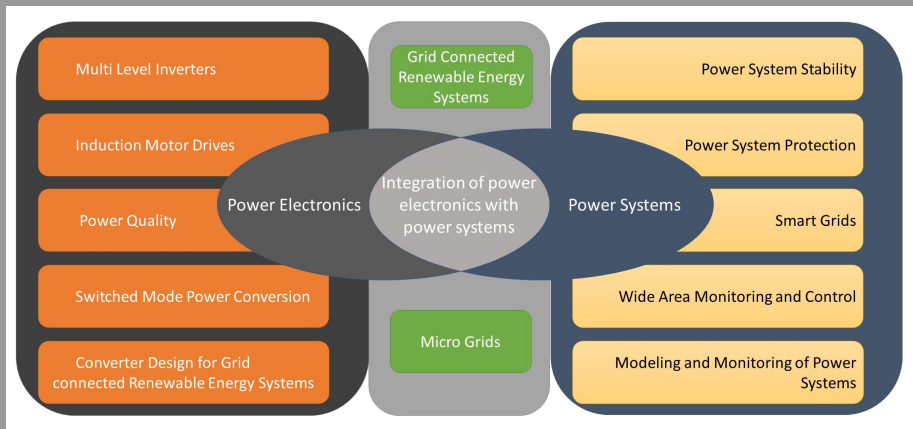 Multi Level Inverters
Induction Motor Drives
Power Quality
Switched Mode Power Conversion
Converter Design for Grid
connected Renewable Energy Systems
Power Electronics
Grid Connected
Renewable Energy
Systems
Integration of power
electronics with
power systems
Micro Grids
Power Systems
Power System Stability
Power System Protection
Smart Grids
Wide Area Monitoring and Control
Modeling and Monitoring of Power
Systems